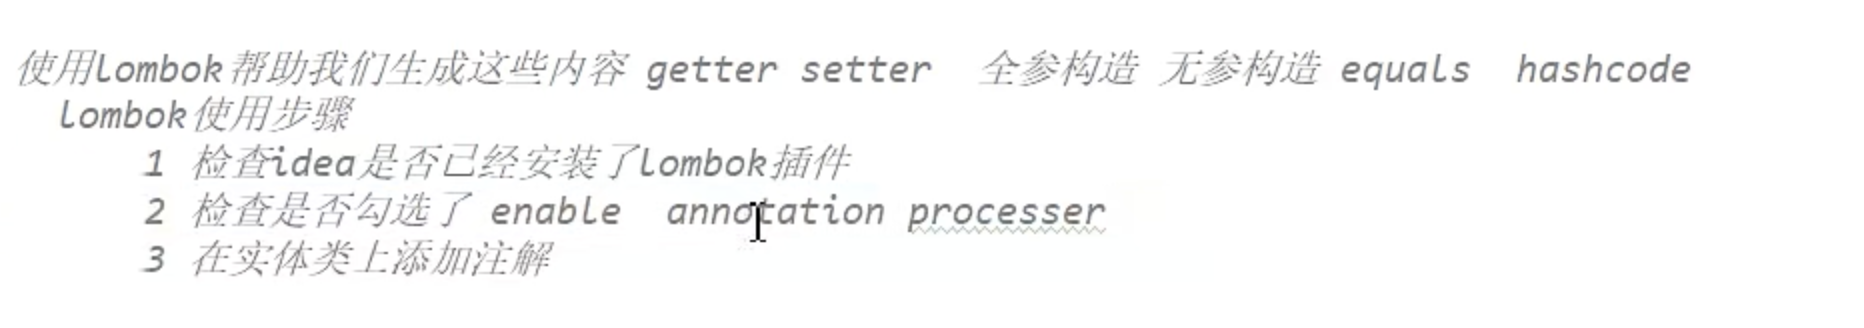 使用Lombok帮助我们生成这些内容 getter setter  全参构造 无参构造 equals  hashcode
Lombok使用步骤
1 检查idea是否已经安装了lombok插件
2 检查是否勾选了 enable  annotation processer
3 在实体类上添加注解